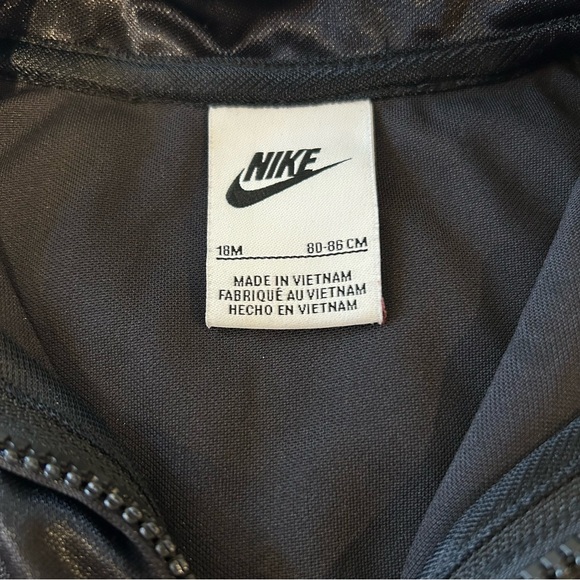 NIKE
18M 80-86 CM
MADE IN VIETNAM
FABRIQUÉ AU VIETNAM
HECHO EN VIETNAM